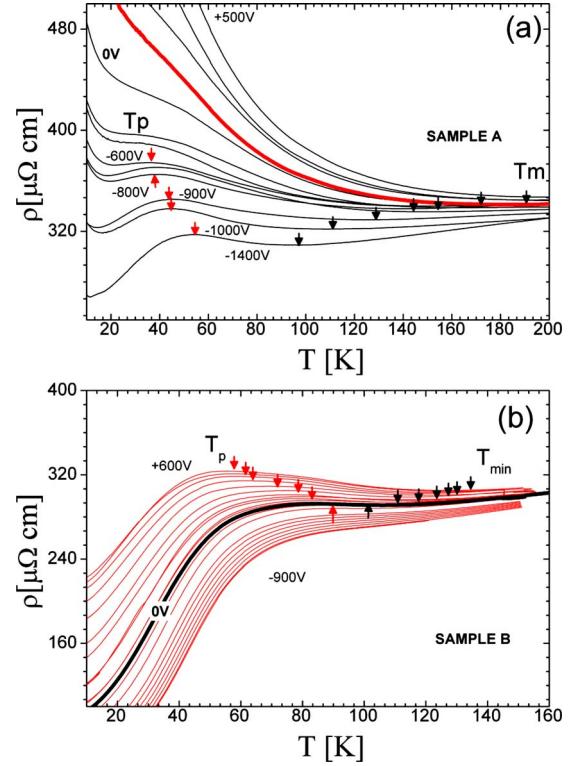 (a)
+500V
480
0V
400
Tp
SAMPLE A
-600V
Tm
-800V
-900V
ρ[μΩ cm]
320
-1000V
-1400V
20 40 60 80 100 120 140 160 180 200
T [K]
400
(b)
Tp
+600V
Tmin
320
ρ[μΩ cm]
260
-900V
0V
160
SAMPLE B
20 40 60 80 100 120 140 160
T [K]